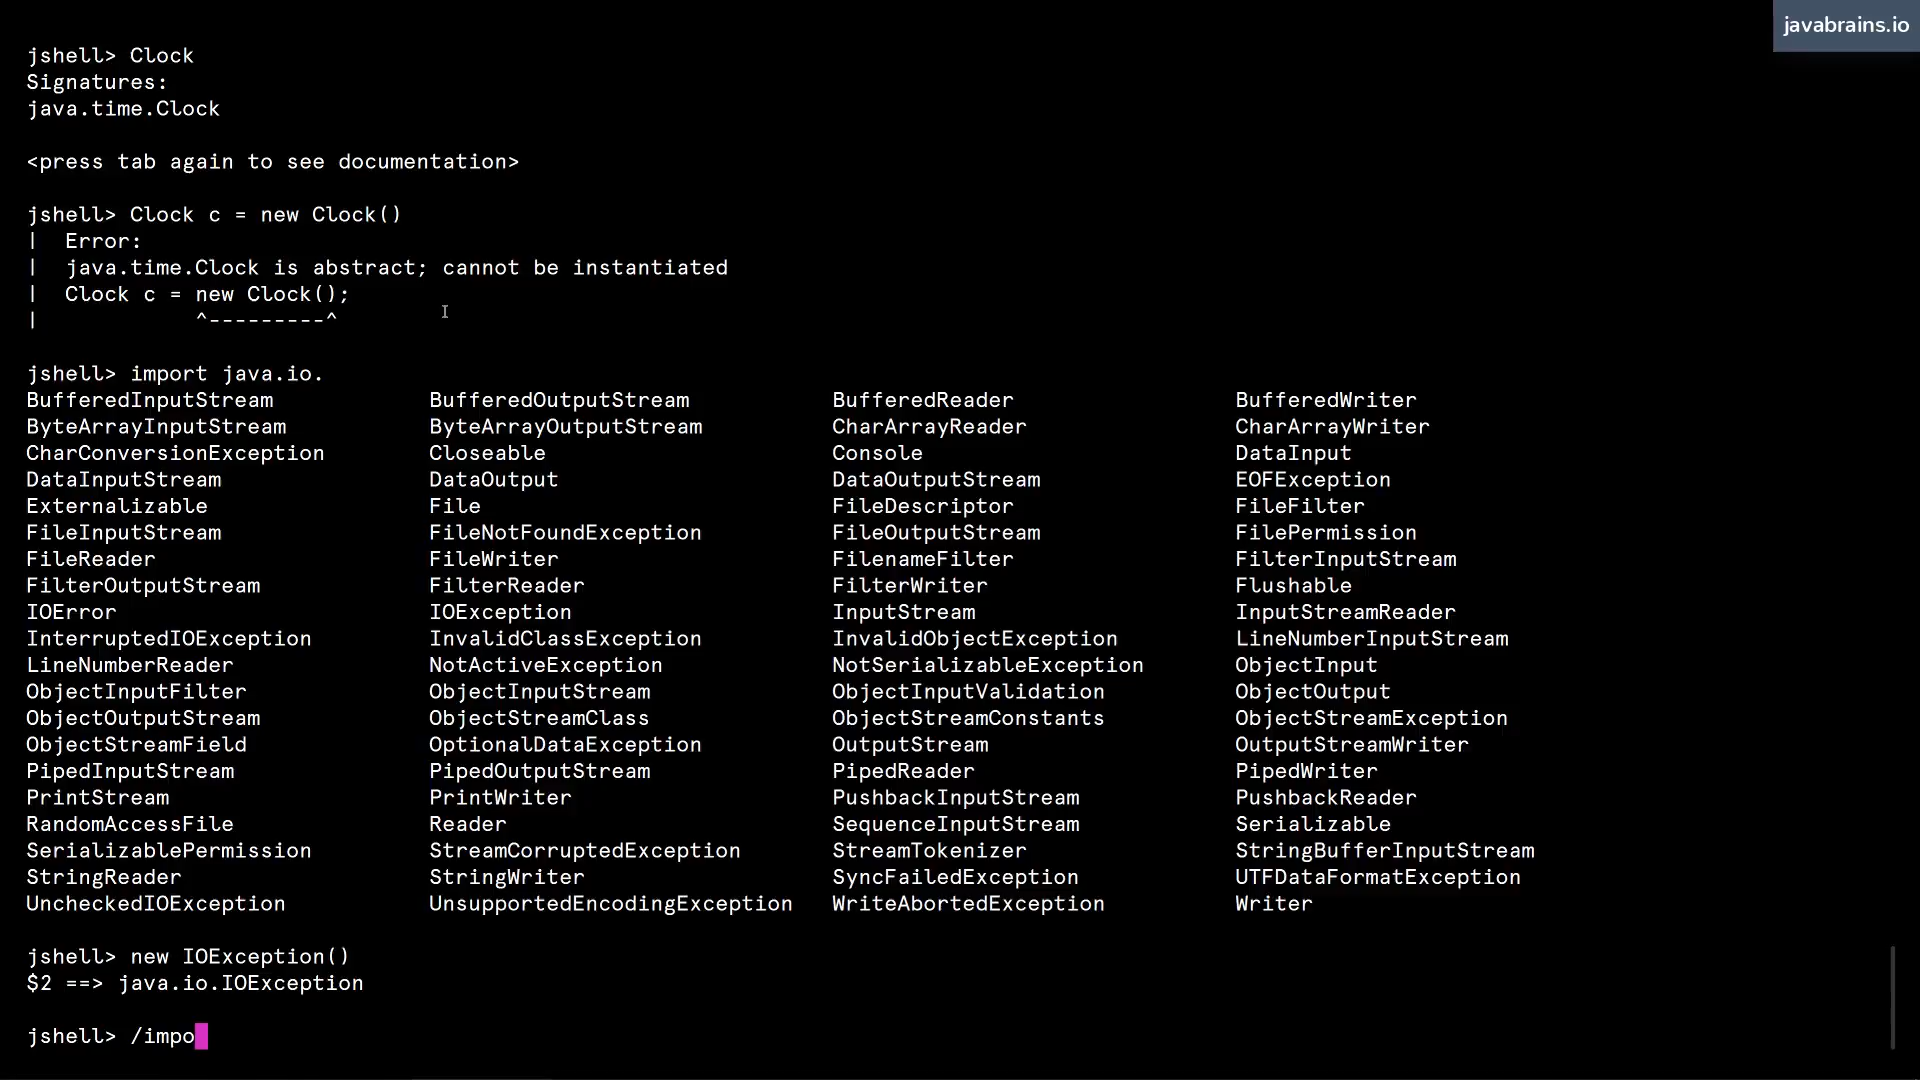 javabrains.io
jshell> Clock
Signatures:
java.time.Clock
<press tab again to see documentation>
jshell> Clock c = new Clock()
|  Error:
|  java.time.Clock is abstract; cannot be instantiated
|  Clock c = new Clock();
|            ^---------^
jshell> import java.io.
BufferedInputStream BufferedOutputStream BufferedReader BufferedWriter
ByteArrayInputStream ByteArrayOutputStream CharArrayReader CharArrayWriter
CharConversionException Closeable Console DataInput
DataInputStream DataOutput DataOutputStream EOFException
Externalizable File FileDescriptor FileFilter
FileInputStream FileNotFoundException FileOutputStream FilePermission
FileReader FileWriter FilenameFilter FilterInputStream
FilterOutputStream FilterReader FilterWriter Flushable
IOError IOException InputStream InputStreamReader
InterruptedIOException InvalidClassException InvalidObjectException LineNumberInputStream
LineNumberReader NotActiveException NotSerializableException ObjectInput
ObjectInputFilter ObjectInputStream ObjectInputValidation ObjectOutput
ObjectOutputStream ObjectStreamClass ObjectStreamConstants ObjectStreamException
ObjectStreamField OptionalDataException OutputStream OutputStreamWriter
PipedInputStream PipedOutputStream PipedReader PipedWriter
PrintStream PrintWriter PushbackInputStream PushbackReader
RandomAccessFile Reader SequenceInputStream Serializable
SerializablePermission StreamCorruptedException StreamTokenizer StringBufferInputStream
StringReader StringWriter SyncFailedException UTFDataFormatException
UncheckedIOException UnsupportedEncodingException WriteAbortedException Writer
jshell> new IOException()
$2 ==> java.io.IOException
jshell> /impo